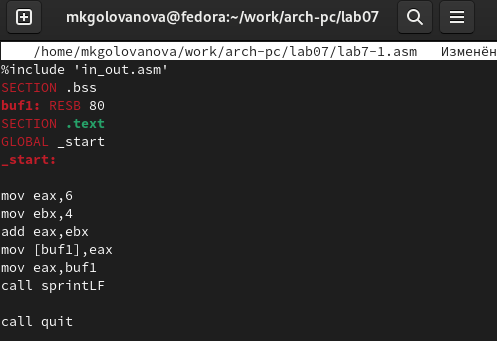 mkgolovanova@fedora:~/work/arch-pc/lab07
/home/mkgolovanova/work/arch-pc/lab07/lab7-1.asm Изменён
%include 'in_out.asm'
SECTION .bss
buf1: RESB 80
SECTION .text
GLOBAL _start
_start:
mov eax,6
mov ebx,4
add eax,ebx
mov [buf1],eax
mov eax,buf1
call sprintLF
call quit